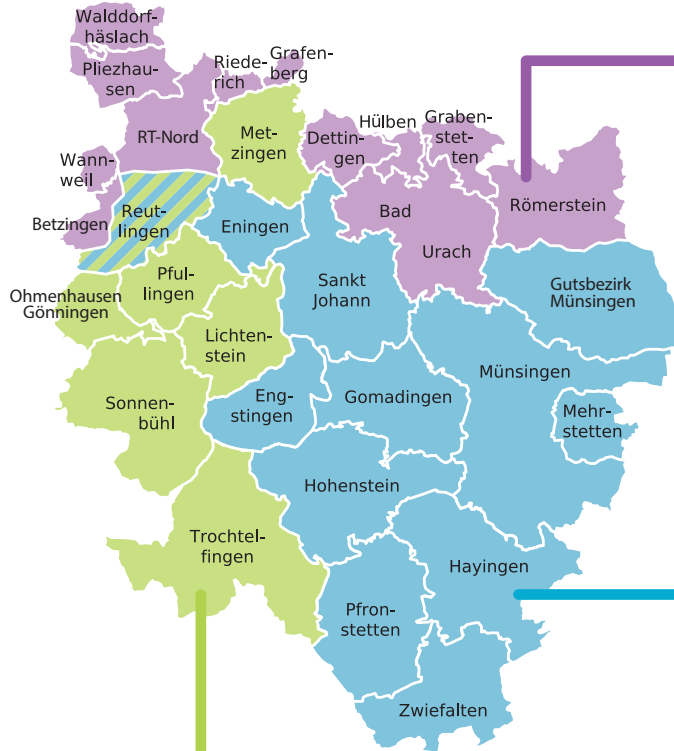 Walddorf-
häslach
Pliezhau-
sen
Riede-
rich
Grafen-
berg
RT-Nord
Met-
zingen
Dettin-
gen
Hülben
Graben-
stet-
ten
Wann-
weil
Betzingen
Reut-
lingen
Eningen
Bad
Urach
Römerstein
Ohmenhausen
Gönningen
Pful-
lingen
Sankt
Johann
Gutsbezirk
Münsingen
Lichten-
stein
Sonnen-
bühl
Eng-
stingen
Gomadingen
Münsingen
Mehr-
stetten
Hohenstein
Trochtel-
fingen
Hayingen
Pfron-
stetten
Zwiefalten